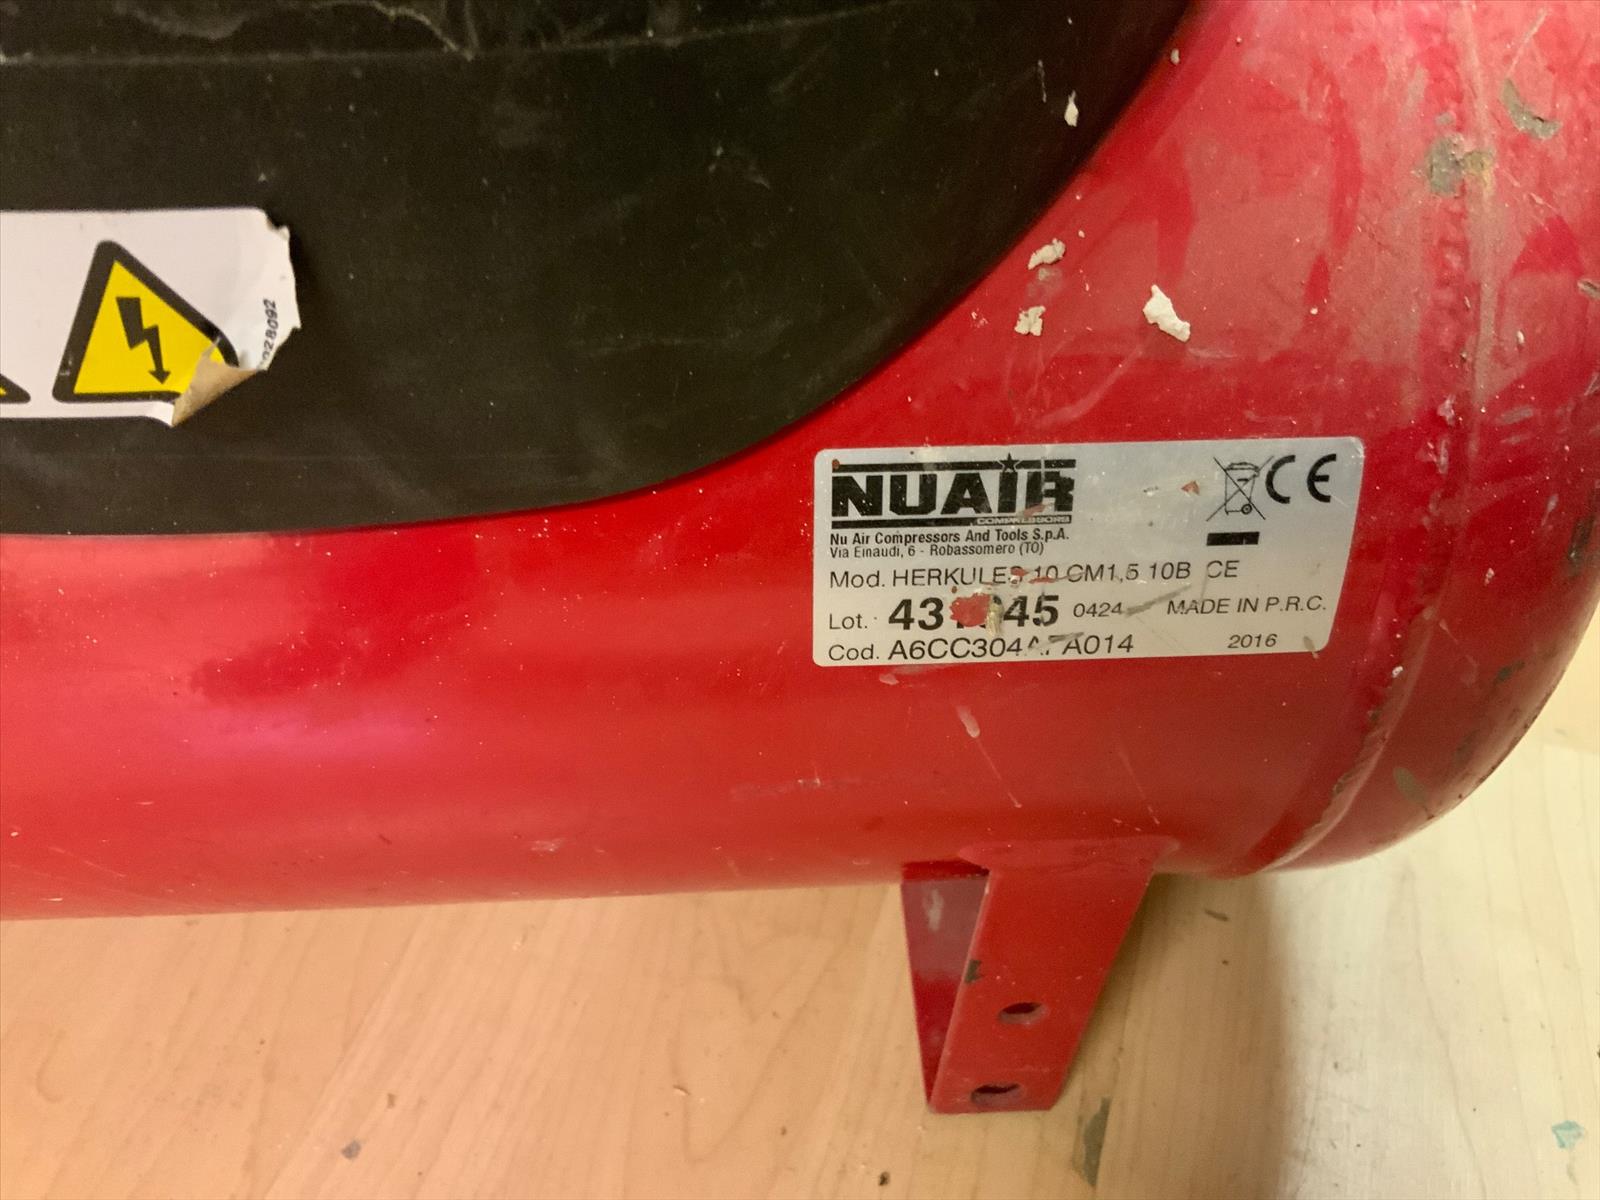 NUAIR
COMPRESSORS
Nu Air Compressors And Tools S.p.A.
Via Einaudi, 6 - Robassomero (TO)
CE
Mod. HERKULES 10 CM1,5 10B CE
Lot. 0424 MADE IN P.R.C.
Cod. 2016